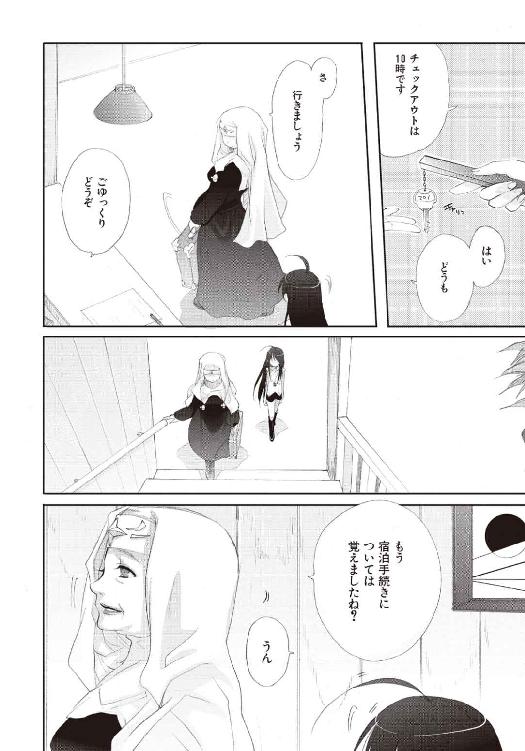 チェックアウトは
10時です
はい
どうも
さ
行きましょう
ごゆっくり
どうぞ
もう
宿泊手続きに
ついては
覚えましたね?
うん